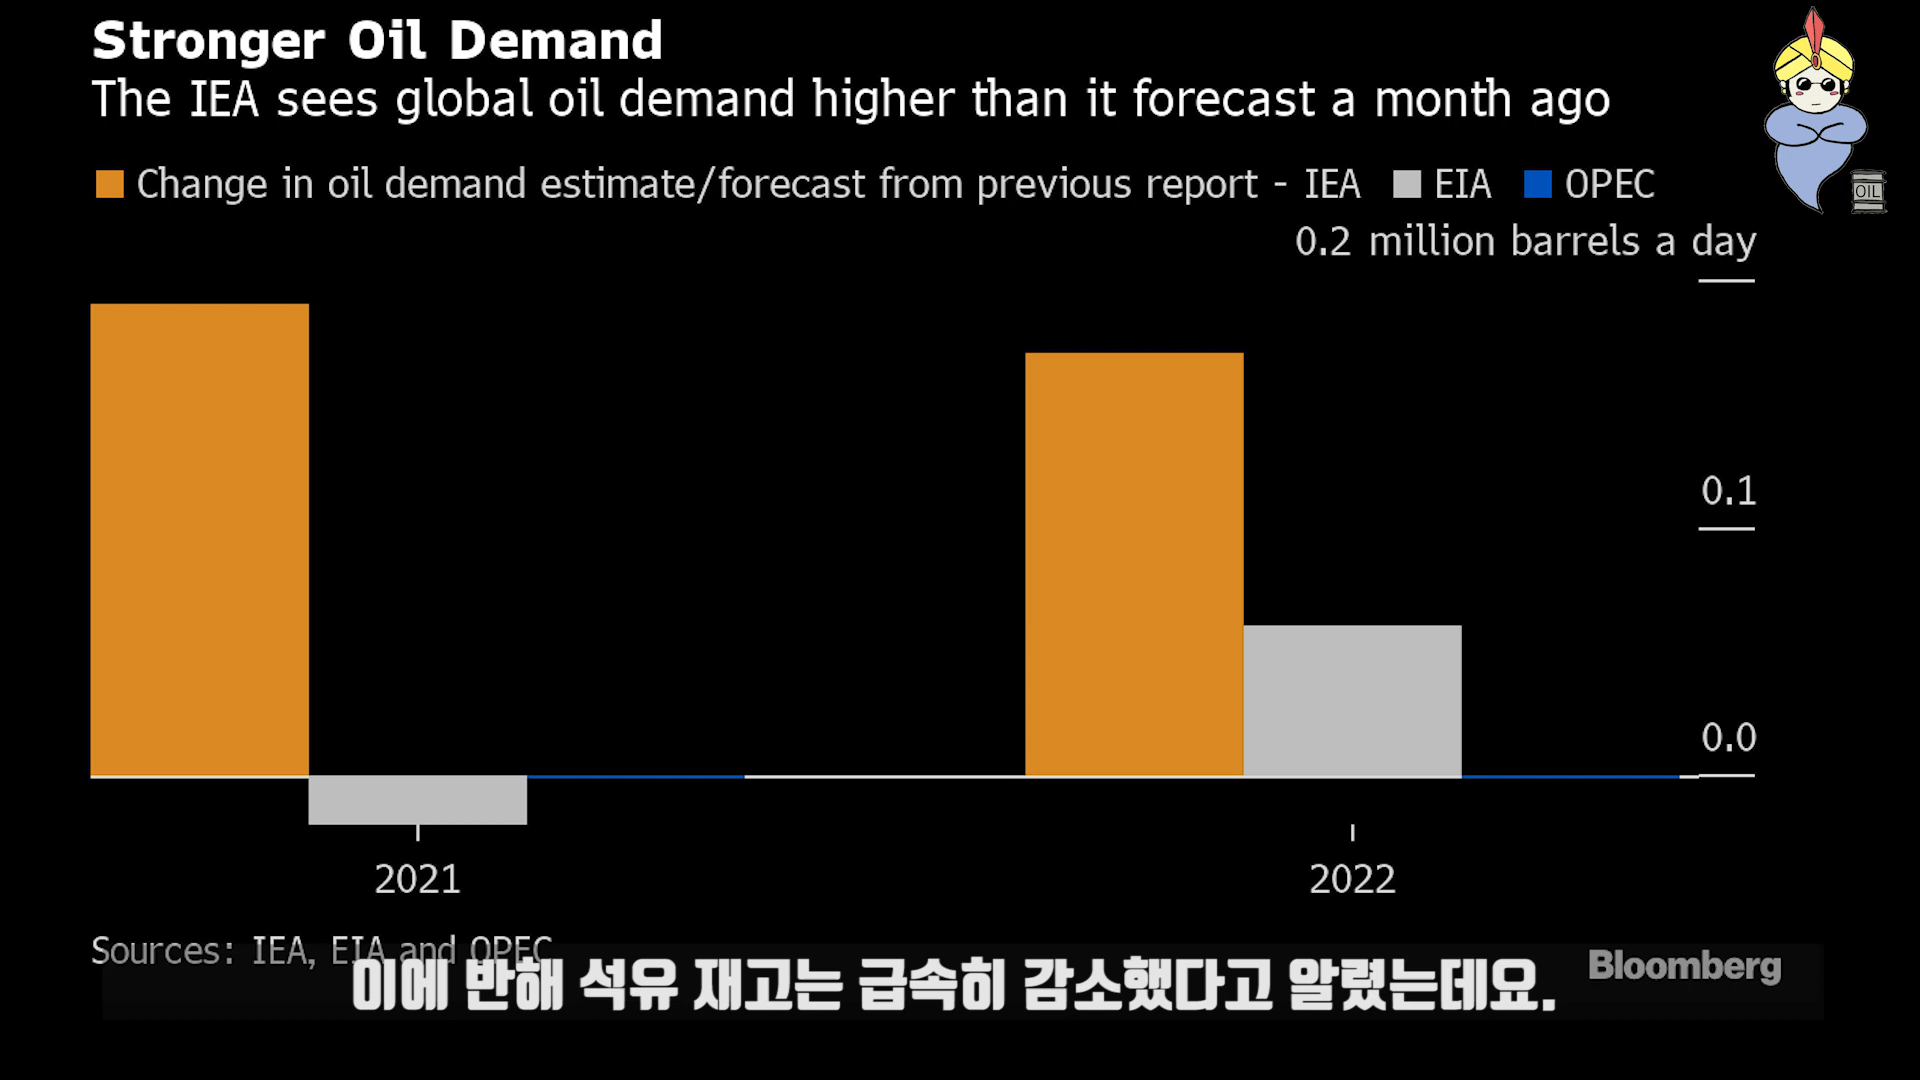 Stronger Oil Demand
The IEA sees global oil demand higher than it forecast a month ago
Change in oil demand estimate/forecast from previous report - IEA EIA OPEC
OIL
0.2 million barrels a day
0.1
0.0
2021 2022
Sources: IEA, EIA and OPEC
Bloomberg
이에 반해 석유 재고는 급속히 감소했다고 알렸는데요.